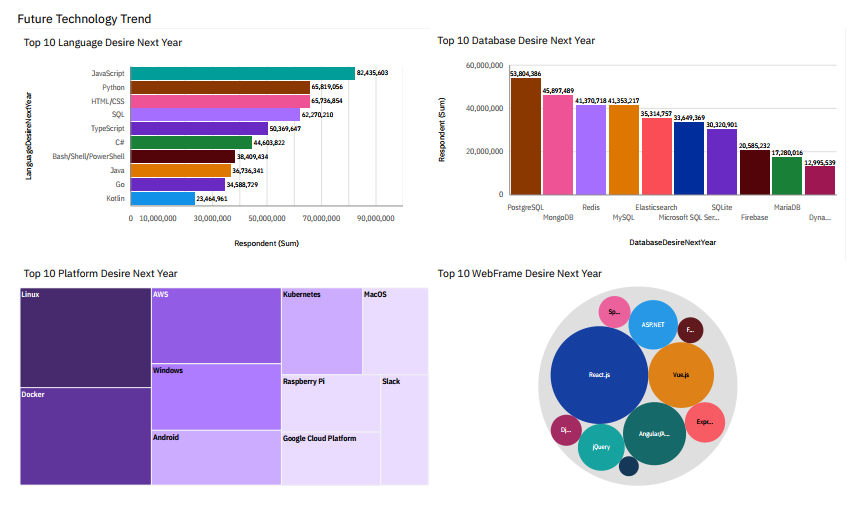 Future Technology Trend
Top 10 Language Desire Next Year
LanguageDesireNextYear
JavaScript 82,435,603
Python 65,819,056
HTML/CSS 65,736,854
SQL 62,270,210
TypeScript 50,369,647
C# 44,603,822
Bash/Shell/PowerShell 38,409,434
Java 36,736,341
Go 34,588,729
Kotlin 23,464,961
0 10,000,000 30,000,000 50,000,000 70,000,000 90,000,000
Respondent (Sum)
Top 10 Database Desire Next Year
Respondent (Sum)
60,000,000
40,000,000
20,000,000
0
53,804,386
45,897,489
41,370,718
41,353,217
35,314,757
33,649,369
30,320,901
20,585,232
17,280,016
12,995,539
PostgreSQL Redis Elasticsearch SQLite MariaDB
MongoDB MySQL Microsoft SQL Ser... Firebase Dyna...
DatabaseDesireNextYear
Top 10 Platform Desire Next Year
Linux
AWS
Kubernetes
MacOS
Windows
Raspberry Pi
Slack
Docker
Android
Google Cloud Platform
Top 10 WebFrame Desire Next Year
Sp...
ASP.NET
F...
React.js
Vue.js
Expr...
Dj...
Angular/A...
jQuery